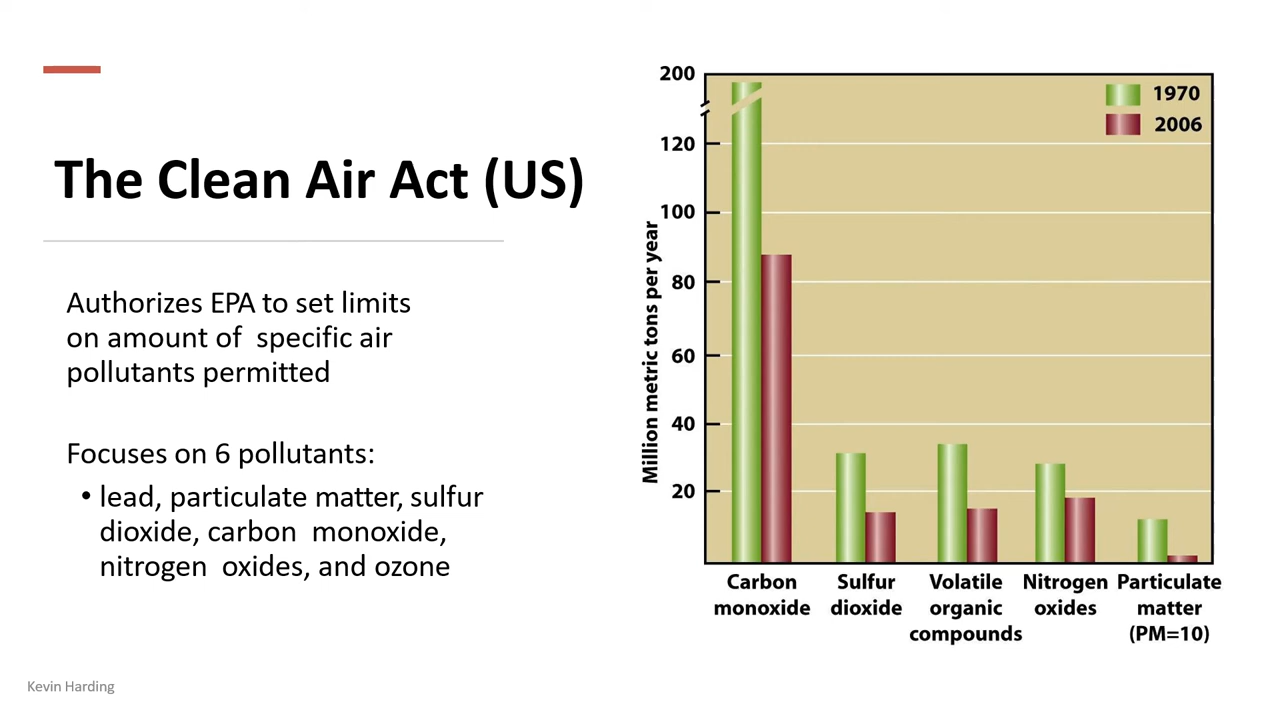 The Clean Air Act (US)
Authorizes EPA to set limits
on amount of  specific air
pollutants permitted
Focuses on 6 pollutants:
• lead, particulate matter, sulfur
dioxide, carbon  monoxide,
nitrogen  oxides, and ozone
Kevin Harding
Million metric tons per year
200
120
100
80
60
40
20
1970
2006
Carbon
monoxide
Sulfur
dioxide
Volatile
organic
compounds
Nitrogen
oxides
Particulate
matter
(PM=10)